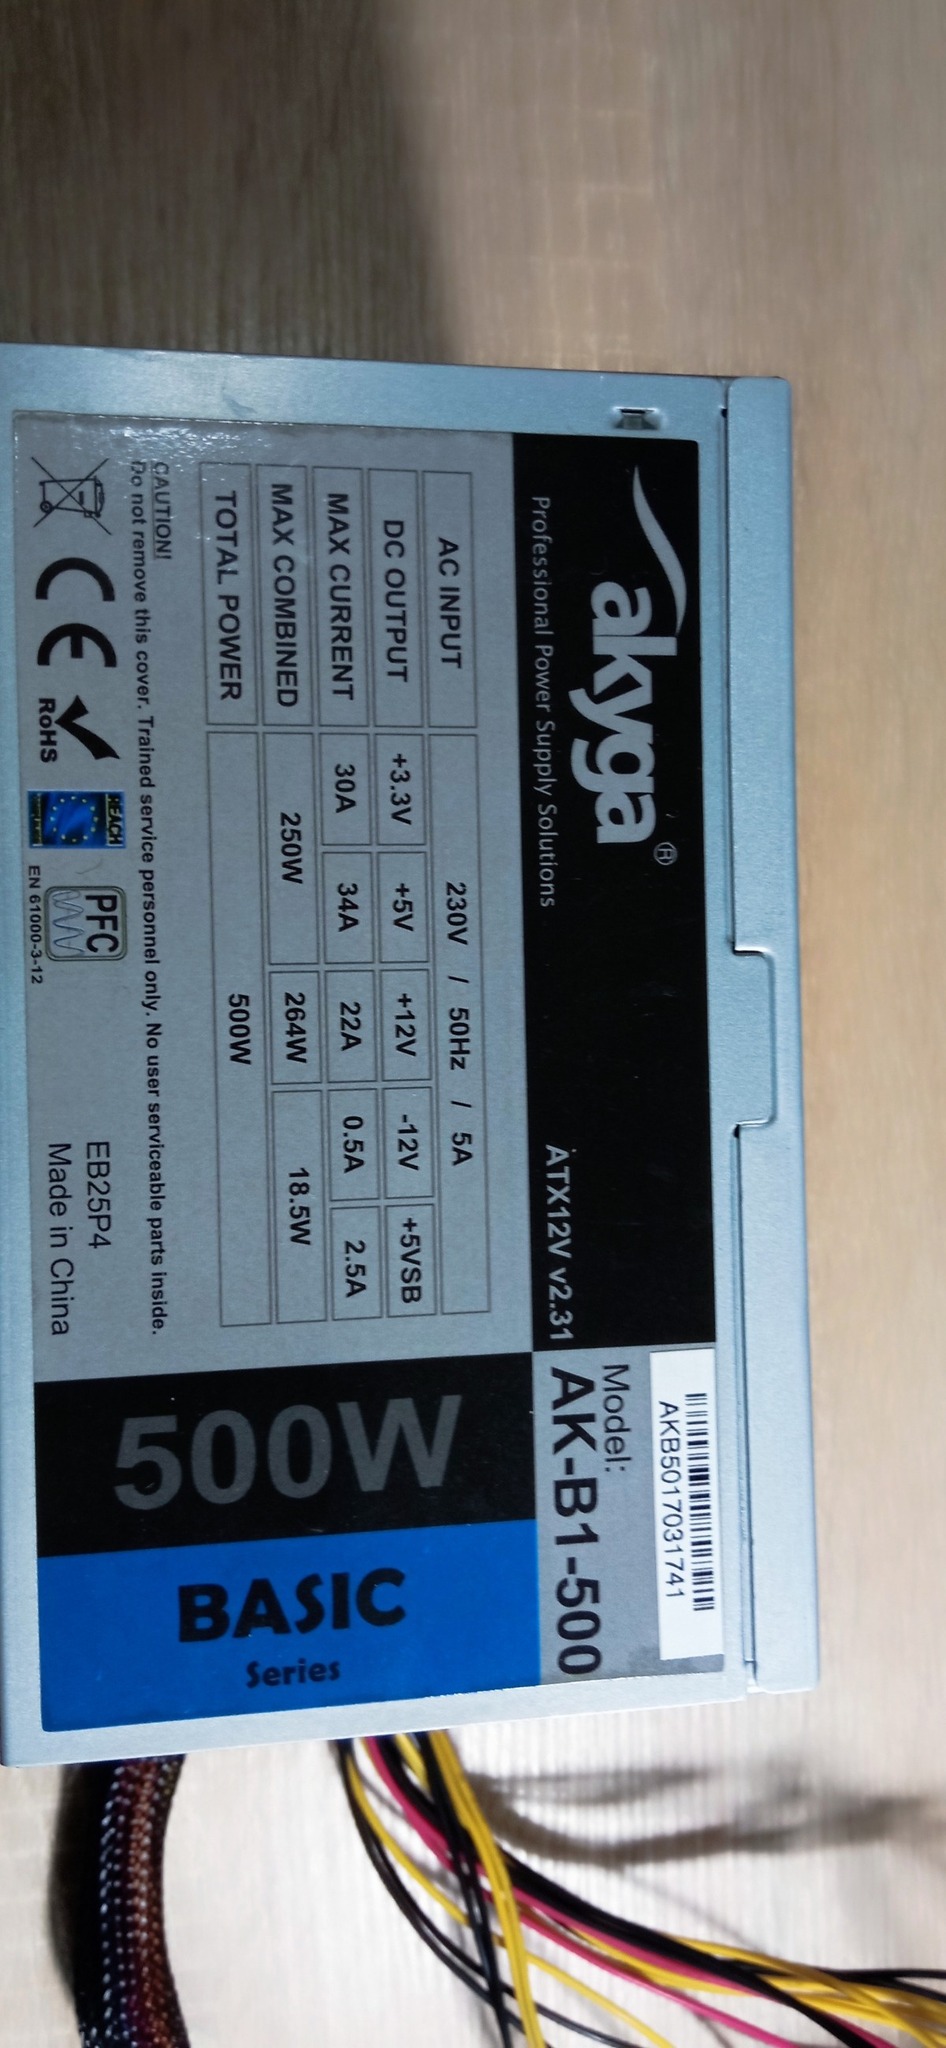 akyga®
Professional Power Supply Solutions
ATX12V v2.31
AKB5017031741
Model:
AK-B1-500
AC INPUT 230V / 50Hz / 5A
DC OUTPUT +3.3V +5V +12V -12V +5VSB
MAX CURRENT 30A 34A 22A 0.5A 2.5A
MAX COMBINED 250W 264W 18.5W
TOTAL POWER 500W
CAUTION!
Do not remove this cover. Trained service personnel only. No user serviceable parts inside.
CE
RoHS
REACH
PFC
EN 61000-3-12
EB25P4
Made in China
500W
BASIC
Series